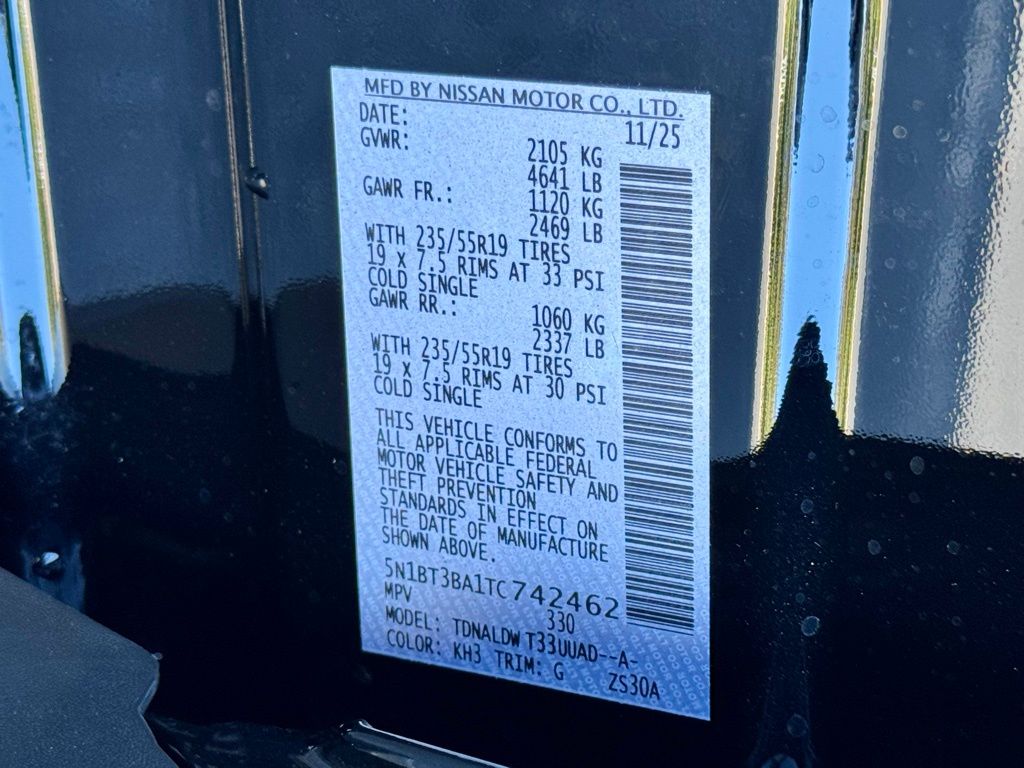 MFD BY NISSAN MOTOR CO., LTD.
DATE: 11/25
GVWR: 2105 KG
4641 LB
GAWR FR.: 1120 KG
2469 LB
WITH 235/55R19 TIRES
19 x 7.5 RIMS AT 33 PSI
COLD SINGLE
GAWR RR.: 1060 KG
2337 LB
WITH 235/55R19 TIRES
19 x 7.5 RIMS AT 30 PSI
COLD SINGLE
THIS VEHICLE CONFORMS TO
ALL APPLICABLE FEDERAL
MOTOR VEHICLE SAFETY AND
THEFT PREVENTION
STANDARDS IN EFFECT ON
THE DATE OF MANUFACTURE
SHOWN ABOVE.
5N1BT3BA1TC742462
MPV 330
MODEL: TDNALDW T33UUAD--A-
COLOR: KH3 TRIM: G ZS30A